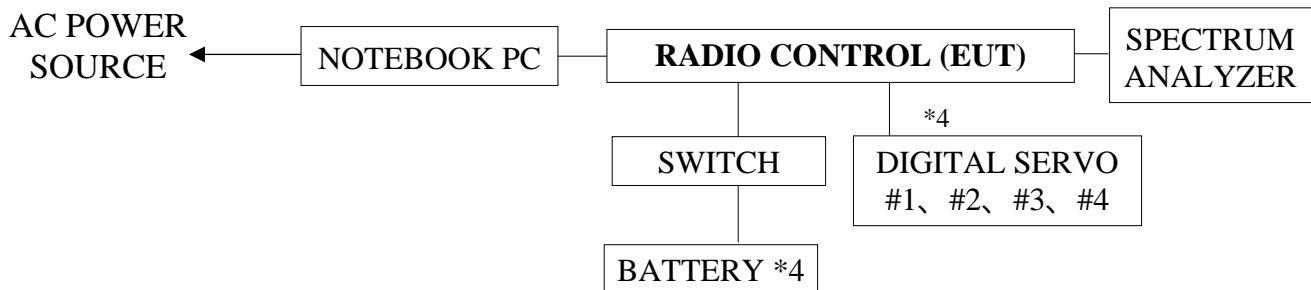 AC POWER
SOURCE
NOTEBOOK PC
RADIO CONTROL (EUT)
SPECTRUM
ANALYZER
*4
SWITCH
DIGITAL SERVO
#1、#2、#3、#4
BATTERY *4